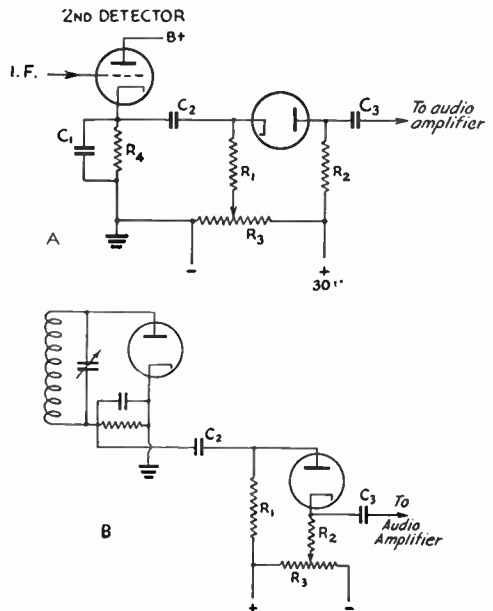 2ND DETECTOR
B+
I.F.
C1
R4
C2
R1
C3
To audio
amplifier
R2
R3
A
-
+
30 V
C2
R1
C3
To
Audio
Amplifier
R2
B
R3
+
-